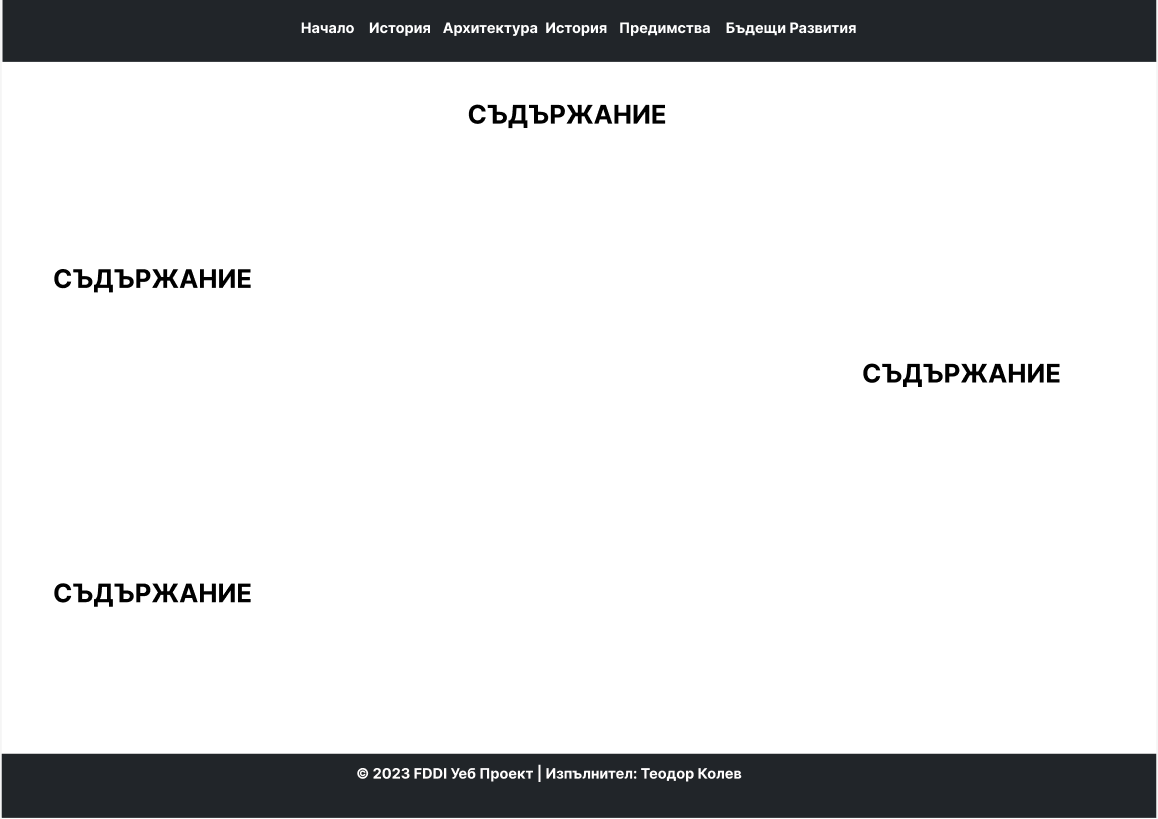 Начало История Архитектура История Предимства Бъдещи Развития
СЪДЪРЖАНИЕ
СЪДЪРЖАНИЕ
СЪДЪРЖАНИЕ
СЪДЪРЖАНИЕ
© 2023 FDDI Уеб Проект | Изпълнител: Теодор Колев